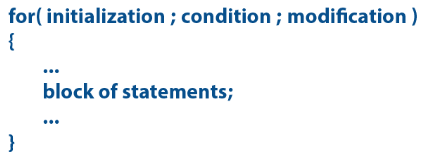 for( initialization ; condition ; modification )
{
...
block of statements;
...
}